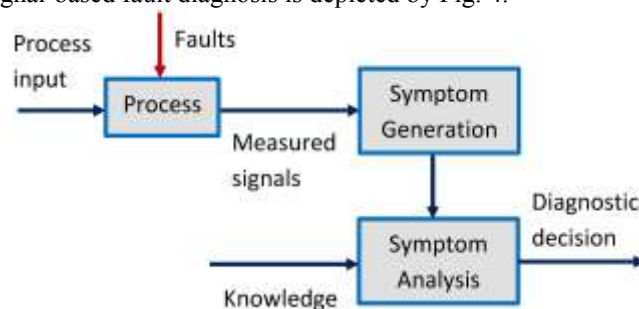 gnal-based fault diagnosis is depicted by Fig. 4.
Faults
Process
input
Process
Symptom
Generation
Measured
signals
Diagnostic
decision
Symptom
Analysis
Knowledge